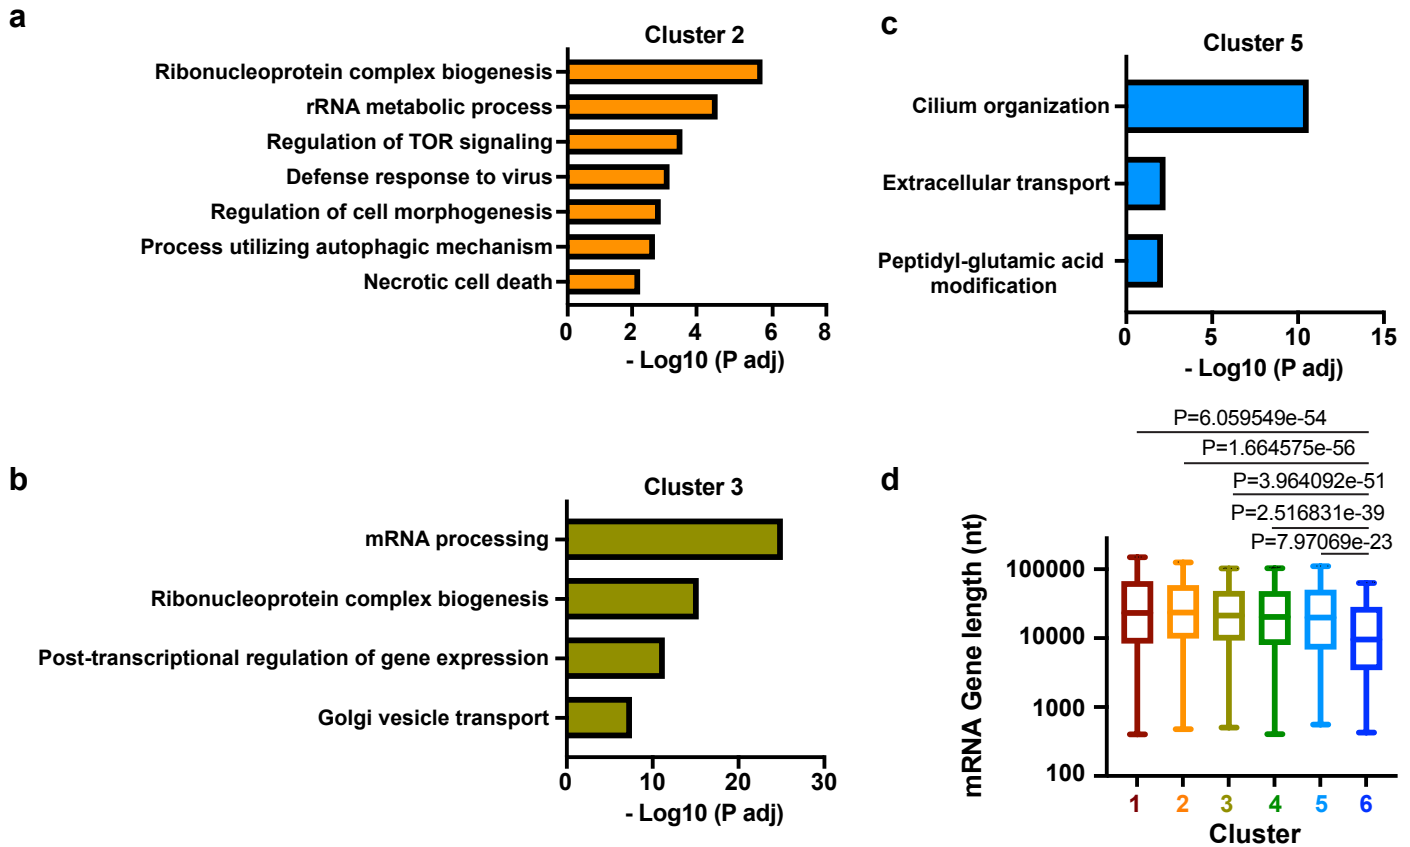 a
Cluster 2
Ribonucleoprotein complex biogenesis
rRNA metabolic process
Regulation of TOR signaling
Defense response to virus
Regulation of cell morphogenesis
Process utilizing autophagic mechanism
Necrotic cell death
0 2 4 6 8
- Log10 (P adj)
b
Cluster 3
mRNA processing
Ribonucleoprotein complex biogenesis
Post-transcriptional regulation of gene expression
Golgi vesicle transport
0 10 20 30
- Log10 (P adj)
c
Cluster 5
Cilium organization
Extracellular transport
Peptidyl-glutamic acid
modification
0 5 10 15
- Log10 (P adj)
d
P=6.059549e-54
P=1.664575e-56
P=3.964092e-51
P=2.516831e-39
P=7.97069e-23
mRNA Gene length (nt)
100000
10000
1000
100
1 2 3 4 5 6
Cluster